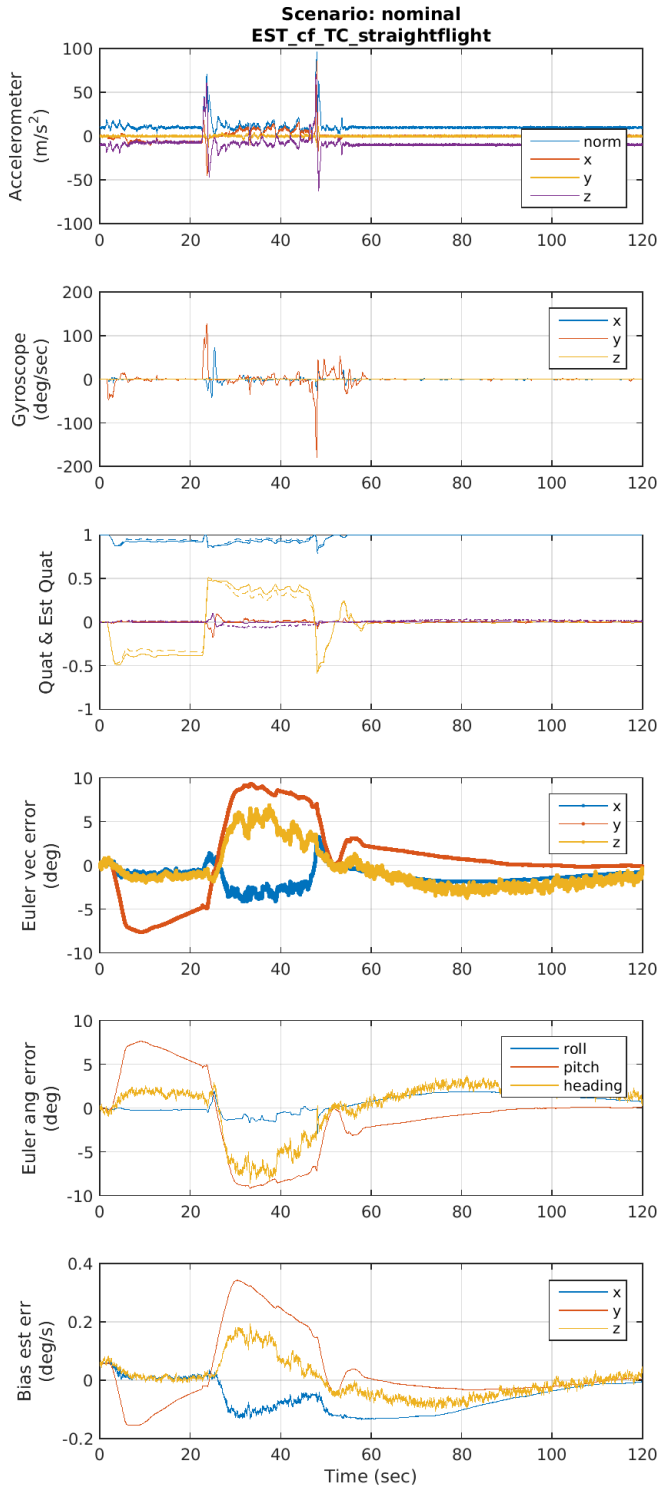 Scenario: nominal
EST_cf_TC_straightflight
Accelerometer
(m/s²)
100
50
0
-50
-100
norm
x
y
z
0 20 40 60 80 100 120
Gyroscope
(deg/sec)
200
100
0
-100
-200
x
y
z
0 20 40 60 80 100 120
Quat & Est Quat
1
0.5
0
-0.5
-1
0 20 40 60 80 100 120
Euler vec error
(deg)
10
5
0
-5
-10
x
y
z
0 20 40 60 80 100 120
Euler ang error
(deg)
10
5
0
-5
-10
roll
pitch
heading
0 20 40 60 80 100 120
Bias est err
(deg/s)
0.4
0.2
0
-0.2
x
y
z
0 20 40 60 80 100 120
Time (sec)